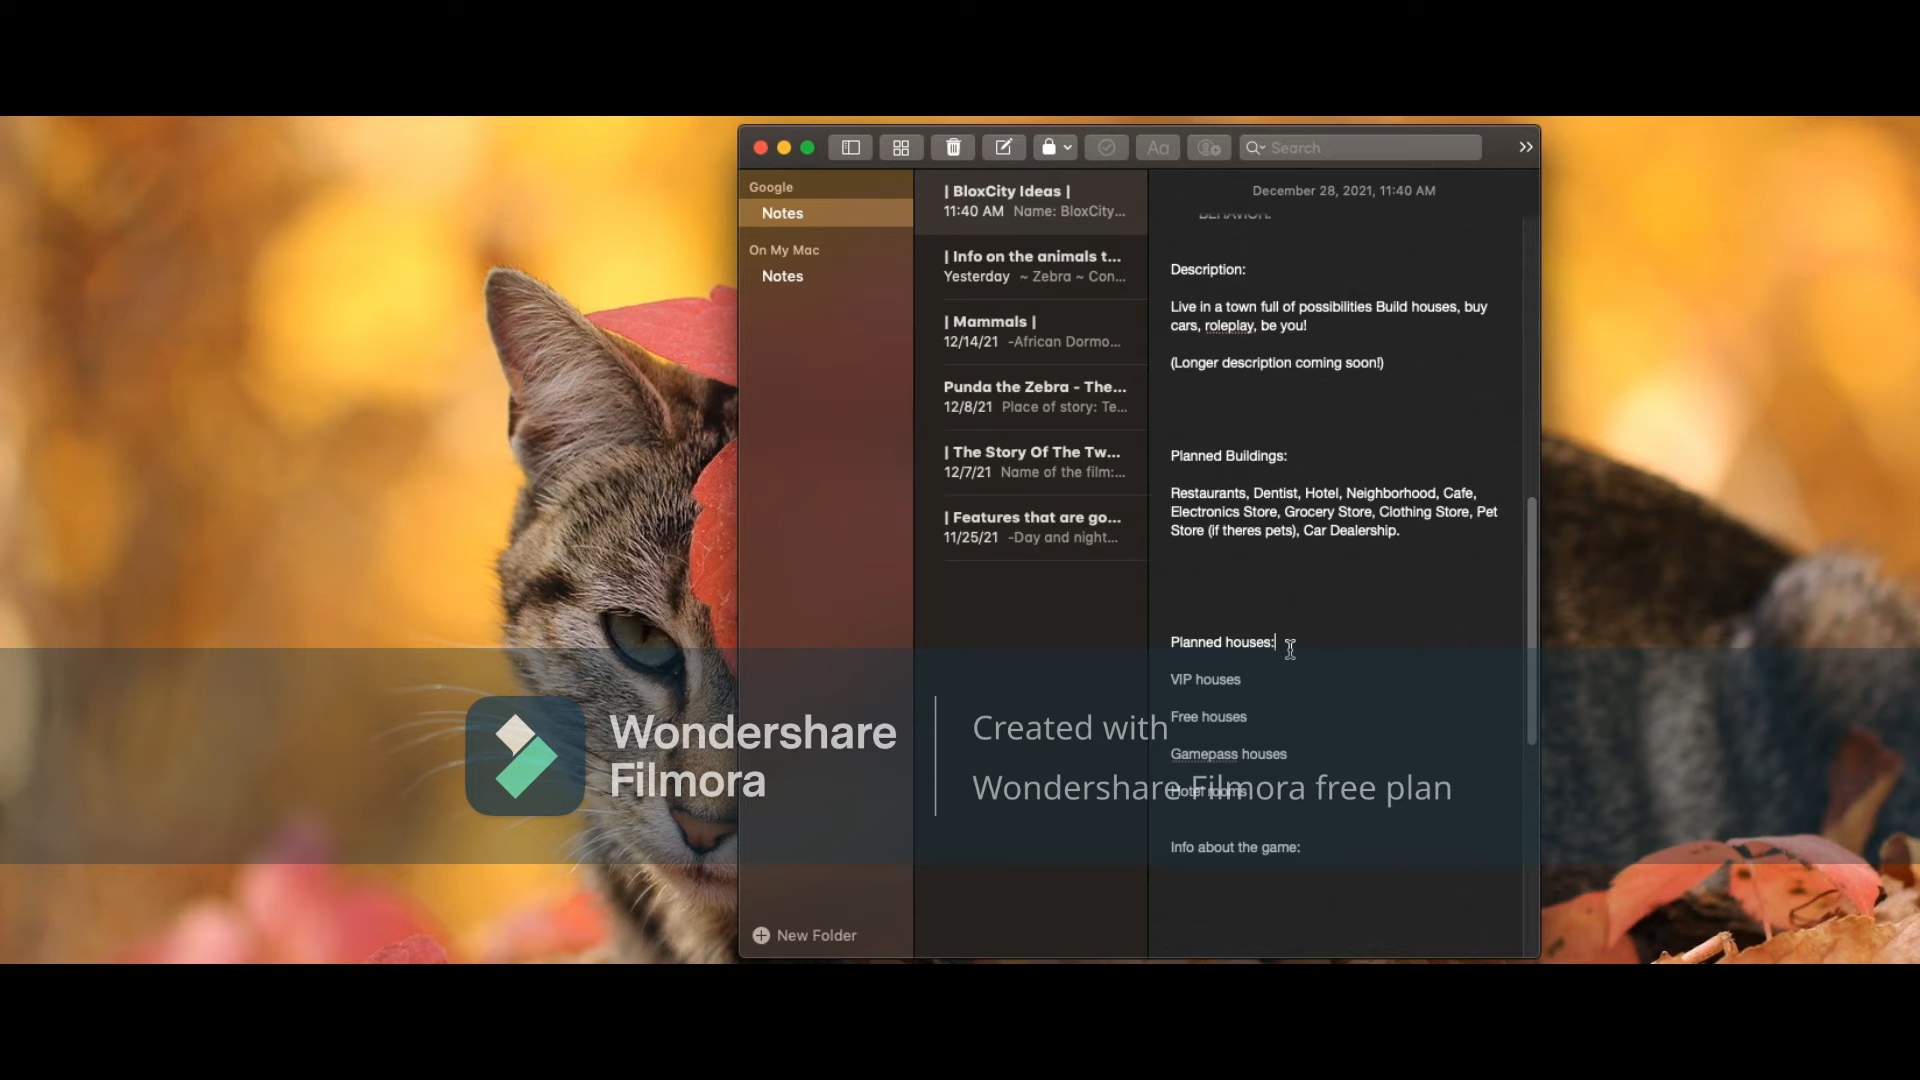 Search
Google
Notes
On My Mac
Notes
New Folder
| BloxCity Ideas |
11:40 AM Name: BloxCity...
| Info on the animals t...
Yesterday ~ Zebra ~ Con...
| Mammals |
12/14/21 -African Dormo...
Punda the Zebra - The...
12/8/21 Place of story: Te...
| The Story Of The Tw...
12/7/21 Name of the film:...
| Features that are go...
11/25/21 -Day and night...
December 28, 2021, 11:40 AM
BEHAVIOR.
Description:
Live in a town full of possibilities Build houses, buy
cars, roleplay, be you!
(Longer description coming soon!)
Planned Buildings:
Restaurants, Dentist, Hotel, Neighborhood, Cafe,
Electronics Store, Grocery Store, Clothing Store, Pet
Store (if theres pets), Car Dealership.
Planned houses:
VIP houses
Free houses
Gamepass houses
Hotel rooms
Info about the game:
Wondershare
Filmora
Created with
Wondershare Filmora free plan
Aa